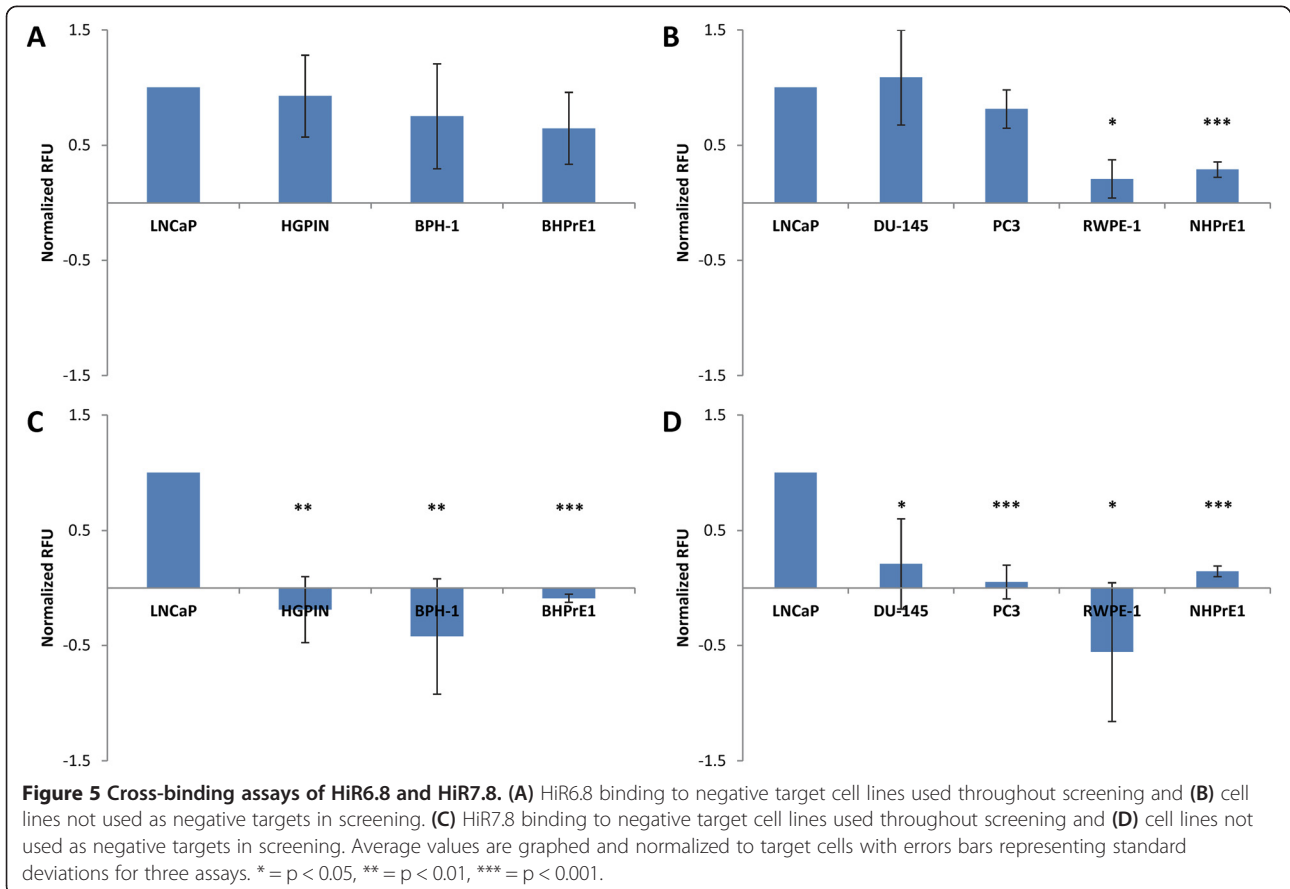 A
1.5
0.5
-0.5
-1.5
Normalized RFU
LNCaP HGPIN BPH-1 BHPrE1
B
1.5
0.5
-0.5
-1.5
Normalized RFU
* ***
LNCaP DU-145 PC3 RWPE-1 NHPrE1
C
1.5
0.5
-0.5
-1.5
Normalized RFU
** ** ***
LNCaP HGPIN BPH-1 BHPrE1
D
1.5
0.5
-0.5
-1.5
Normalized RFU
* *** * ***
LNCaP DU-145 PC3 RWPE-1 NHPrE1
Figure 5 Cross-binding assays of HiR6.8 and HiR7.8. (A) HiR6.8 binding to negative target cell lines used throughout screening and (B) cell
lines not used as negative targets in screening. (C) HiR7.8 binding to negative target cell lines used throughout screening and (D) cell lines not
used as negative targets in screening. Average values are graphed and normalized to target cells with errors bars representing standard
deviations for three assays. * = p < 0.05, ** = p < 0.01, *** = p < 0.001.